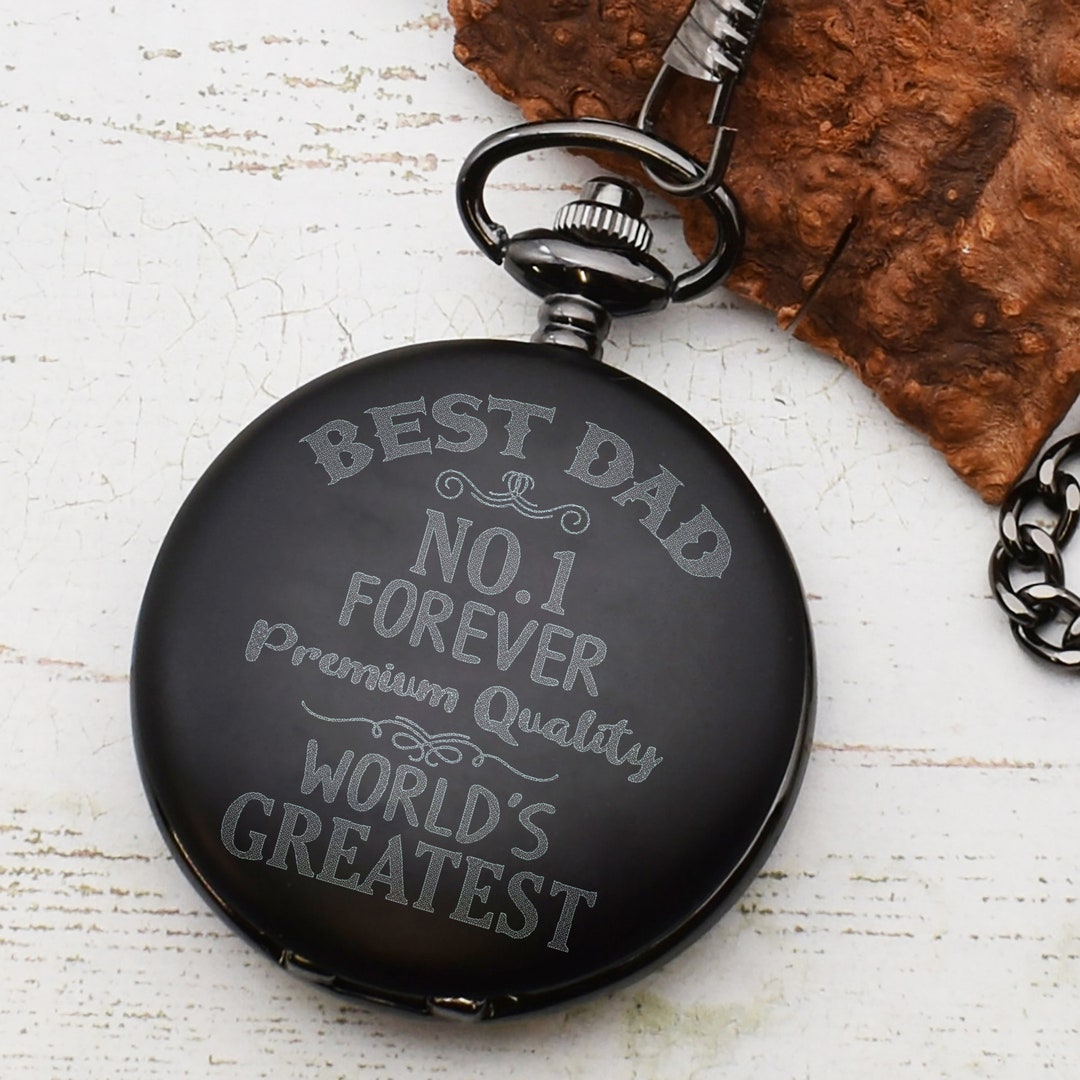 BEST DAD
NO.1
FOREVER
Premium Quality
WORLD'S
GREATEST